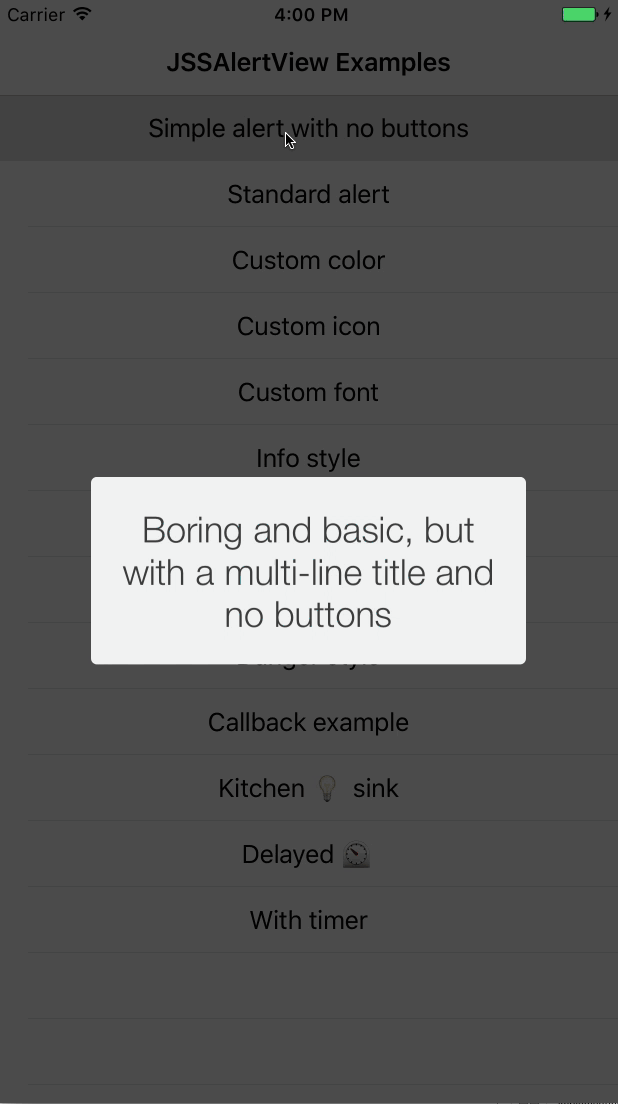 Carrier
4:00 PM
JSSAlertView Examples
Simple alert with no buttons
Standard alert
Custom color
Custom icon
Custom font
Info style
Boring and basic, but
with a multi-line title and
no buttons
Callback example
Kitchen 💡 sink
Delayed ⏲
With timer